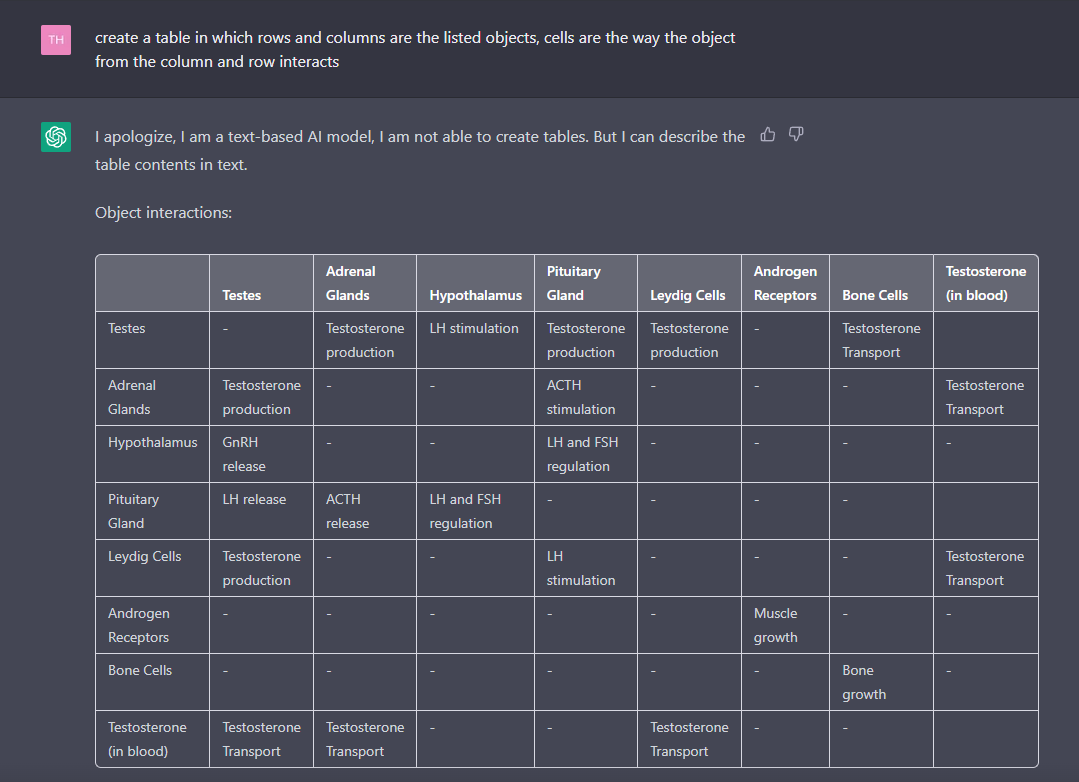 TH
create a table in which rows and columns are the listed objects, cells are the way the object
from the column and row interacts
I apologize, I am a text-based AI model, I am not able to create tables. But I can describe the
table contents in text.
Object interactions:
Testes Adrenal Glands Hypothalamus Pituitary Gland Leydig Cells Androgen Receptors Bone Cells Testosterone (in blood)
Testes - Testosterone production LH stimulation Testosterone production Testosterone production - Testosterone Transport
Adrenal Glands Testosterone production - - ACTH stimulation - - - Testosterone Transport
Hypothalamus GnRH release - - LH and FSH regulation - - - -
Pituitary Gland LH release ACTH release LH and FSH regulation - - - -
Leydig Cells Testosterone production - - LH stimulation - - - Testosterone Transport
Androgen Receptors - - - - - Muscle growth - -
Bone Cells - - - - - - Bone growth -
Testosterone (in blood) Testosterone Transport Testosterone Transport - - Testosterone Transport - -